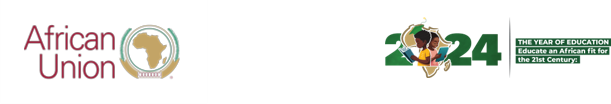 African
Union
2024
THE YEAR OF EDUCATION
Educate an African fit for
the 21st Century: